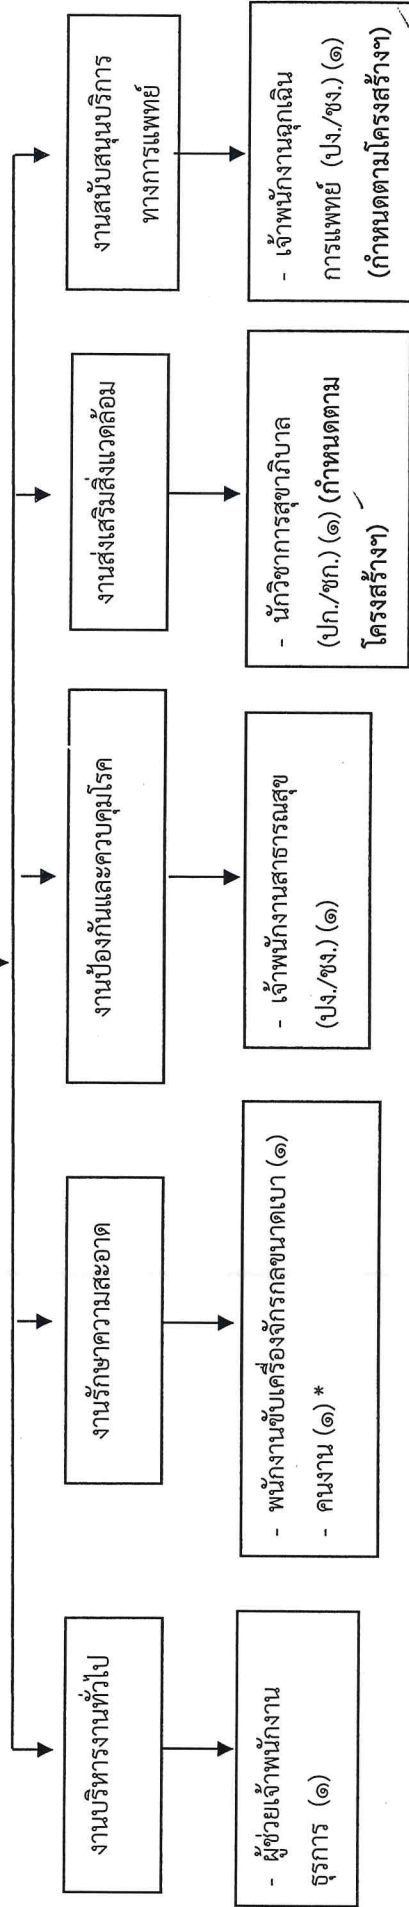 งานบริหารงานทั่วไป
- ผู้ช่วยเจ้าพนักงาน
ธุรการ (๑)
งานรักษาความสะอาด
- พนักงานขับเครื่องจักรกลขนาดเบา (๑)
- คนงาน (๑) *
งานป้องกันและควบคุมโรค
- เจ้าพนักงานสาธารณสุข
(ปง./ชง.) (๑)
งานส่งเสริมสิ่งแวดล้อม
- นักวิชาการสุขาภิบาล
(ปก./ชก.) (๑) (กำหนดตาม
โครงสร้างฯ)
งานสนับสนุนบริการ
ทางการแพทย์
- เจ้าพนักงานฉุกเฉิน
การแพทย์ (ปง./ชง.) (๑)
(กำหนดตามโครงสร้างฯ)